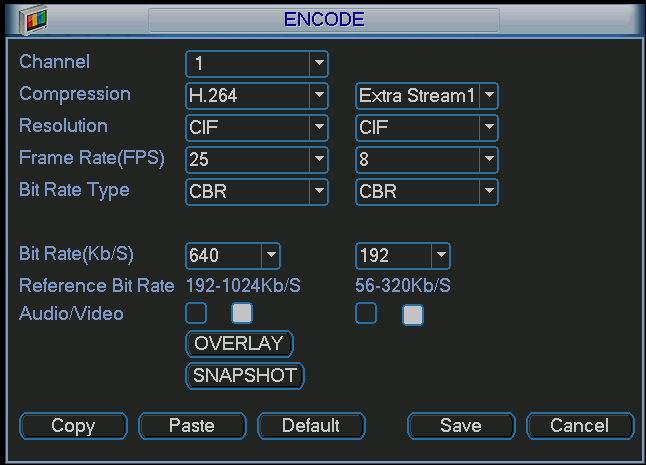 ENCODE
Channel 1
Compression H.264 Extra Stream1
Resolution CIF CIF
Frame Rate(FPS) 25 8
Bit Rate Type CBR CBR
Bit Rate(Kb/S) 640 192
Reference Bit Rate 192-1024Kb/S 56-320Kb/S
Audio/Video
OVERLAY
SNAPSHOT
Copy Paste Default Save Cancel